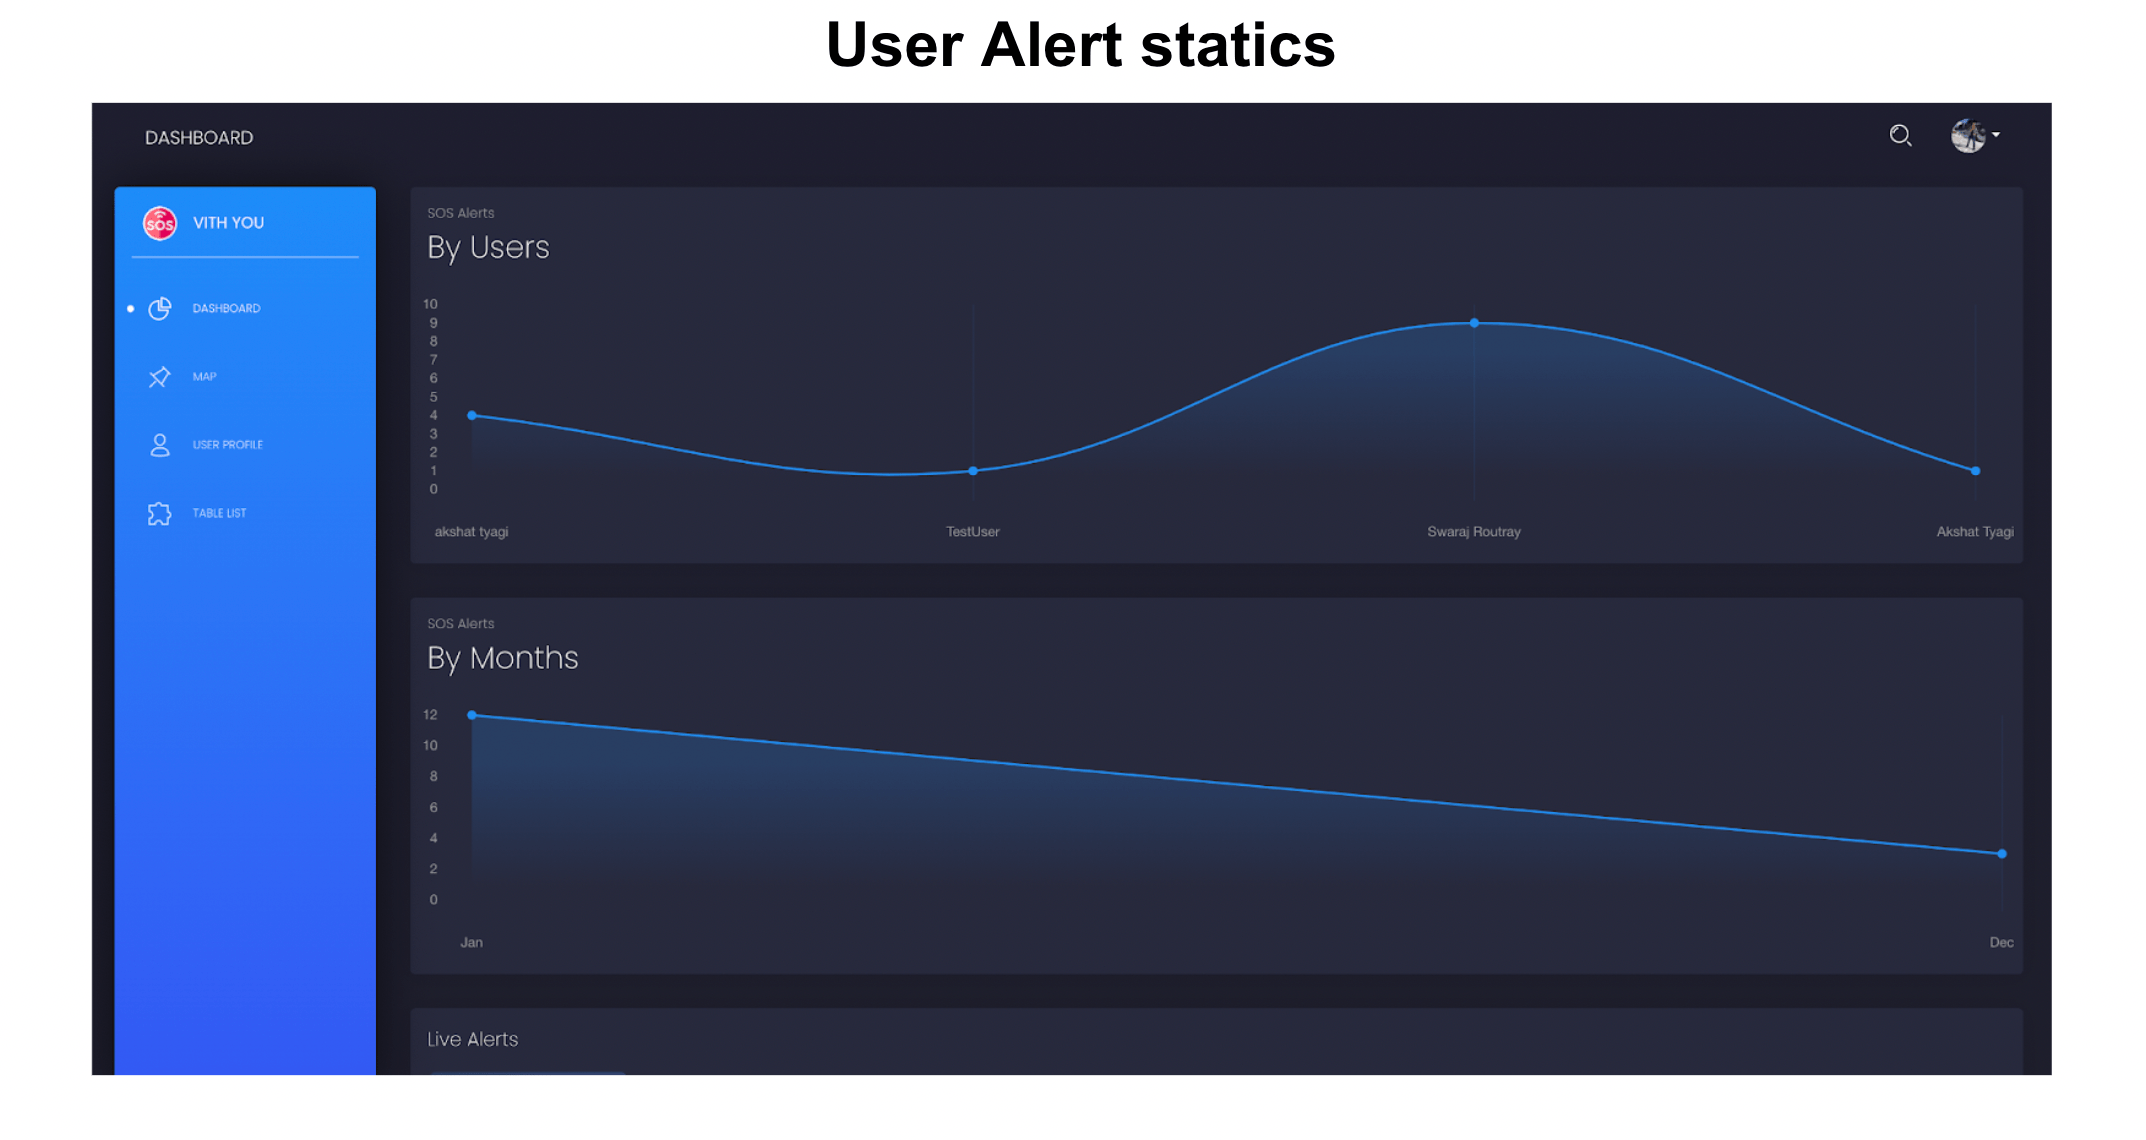 User Alert statics
DASHBOARD
SOS
VITH YOU
DASHBOARD
MAP
USER PROFILE
TABLE LIST
SOS Alerts
By Users
10
9
8
7
6
5
4
3
2
1
0
akshat tyagi TestUser Swaraj Routray Akshat Tyagi
SOS Alerts
By Months
12
10
8
6
4
2
0
Jan Dec
Live Alerts